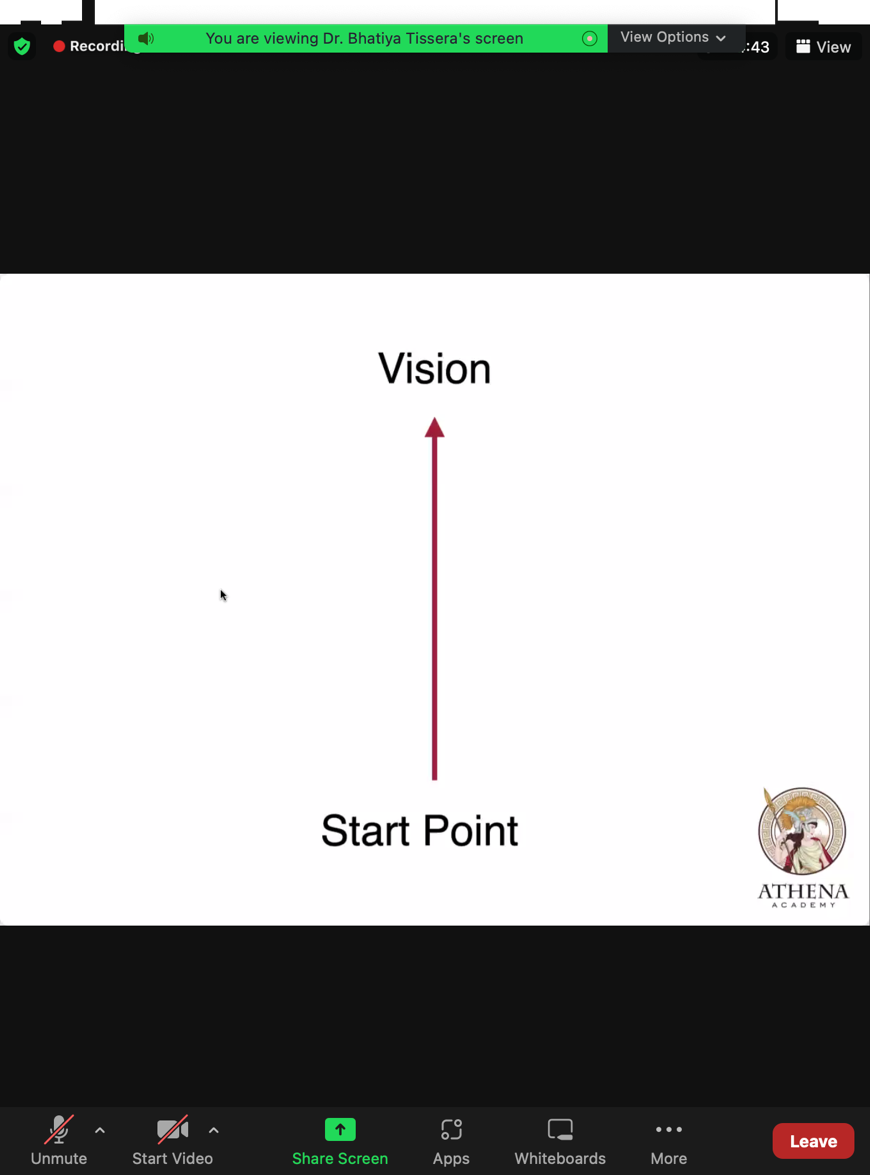 You are viewing Dr. Bhatiya Tissera's screen
View Options
:43
View
Vision
Start Point
ATHENA
ACADEMY
Unmute
Start Video
Share Screen
Apps
Whiteboards
More
Leave